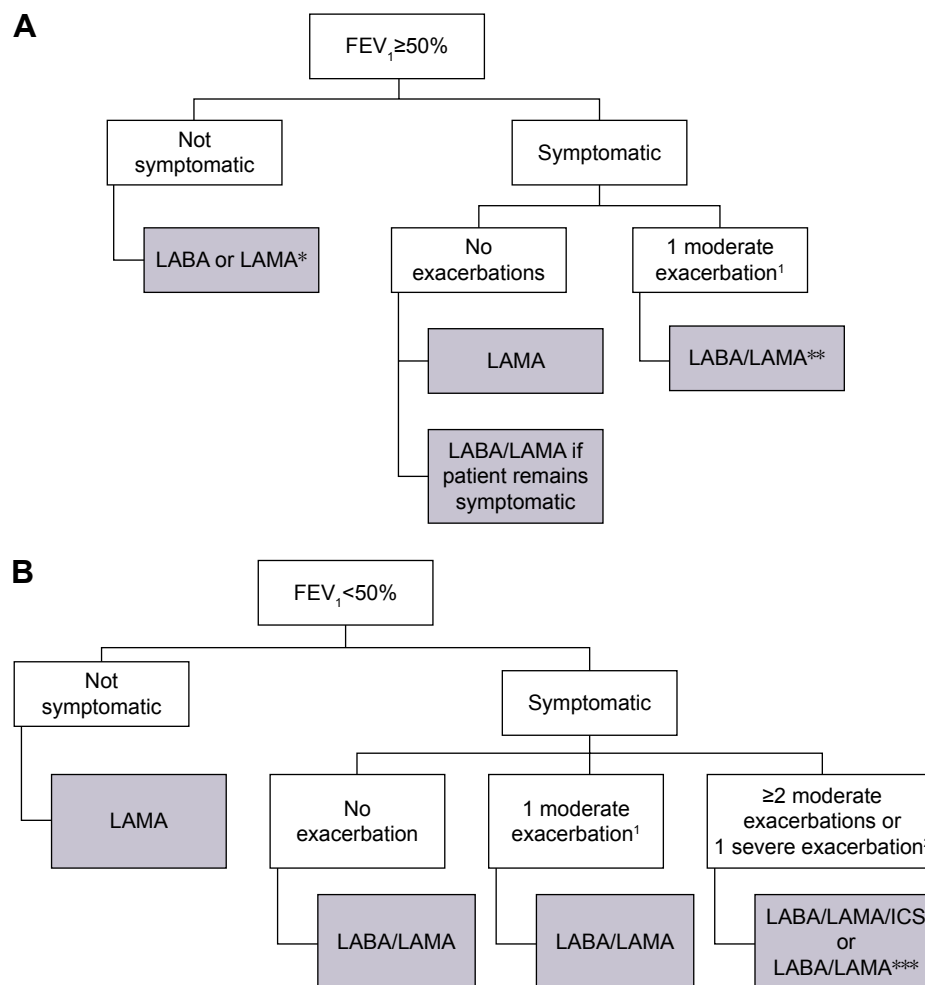 A
FEV₁≥50%
Not
symptomatic
Symptomatic
LABA or LAMA*
No
exacerbations
1 moderate
exacerbation¹
LAMA
LABA/LAMA**
LABA/LAMA if
patient remains
symptomatic
B
FEV₁<50%
Not
symptomatic
Symptomatic
LAMA
No
exacerbation
1 moderate
exacerbation¹
≥2 moderate
exacerbations or
1 severe exacerbation
LABA/LAMA
LABA/LAMA
LABA/LAMA/ICS
or
LABA/LAMA***